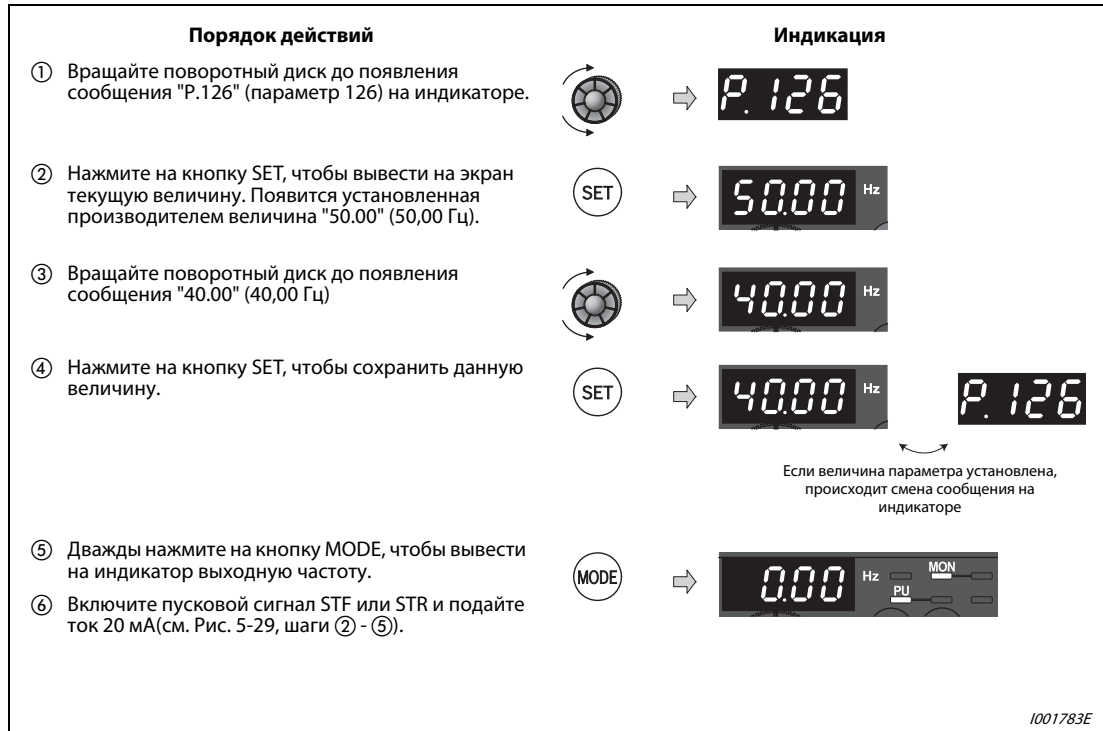 Порядок действий
Индикация
① Вращайте поворотный диск до появления
сообщения "P.126" (параметр 126) на индикаторе.
P. 126
② Нажмите на кнопку SET, чтобы вывести на экран
текущую величину. Появится установленная
производителем величина "50.00" (50,00 Гц).
SET
50.00 Hz
③ Вращайте поворотный диск до появления
сообщения "40.00" (40,00 Гц)
40.00 Hz
④ Нажмите на кнопку SET, чтобы сохранить данную
величину.
SET
40.00 Hz
P. 126
Если величина параметра установлена,
происходит смена сообщения на
индикаторе
⑤ Дважды нажмите на кнопку MODE, чтобы вывести
на индикатор выходную частоту.
MODE
0.00 Hz
MON
PU
⑥ Включите пусковой сигнал STF или STR и подайте
ток 20 мА(см. Рис. 5-29, шаги ② - ⑤).
I001783E